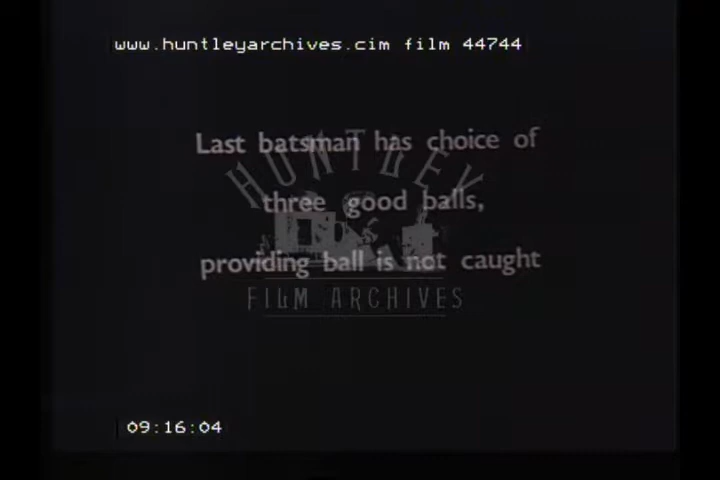 www.huntleyarchives.cim film 44744
Last batsman has choice of
HUNTLEY
three good balls,
providing ball is not caught
FILM ARCHIVES
09:16:04